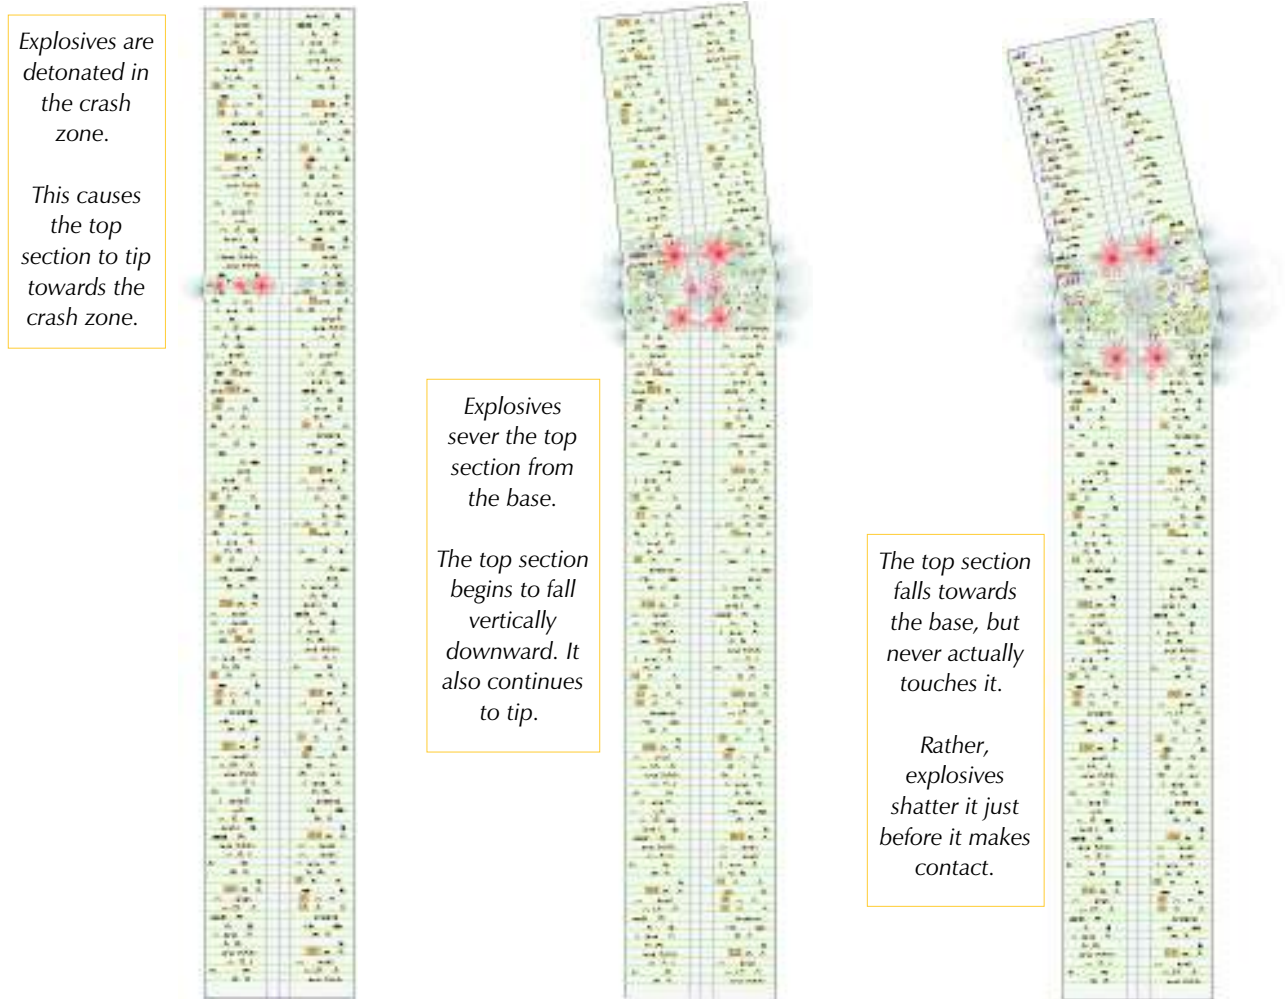 Explosives are
detonated in
the crash
zone.
This causes
the top
section to tip
towards the
crash zone.
Explosives
sever the top
section from
the base.
The top section
begins to fall
vertically
downward. It
also continues
to tip.
The top section
falls towards
the base, but
never actually
touches it.
Rather,
explosives
shatter it just
before it makes
contact.